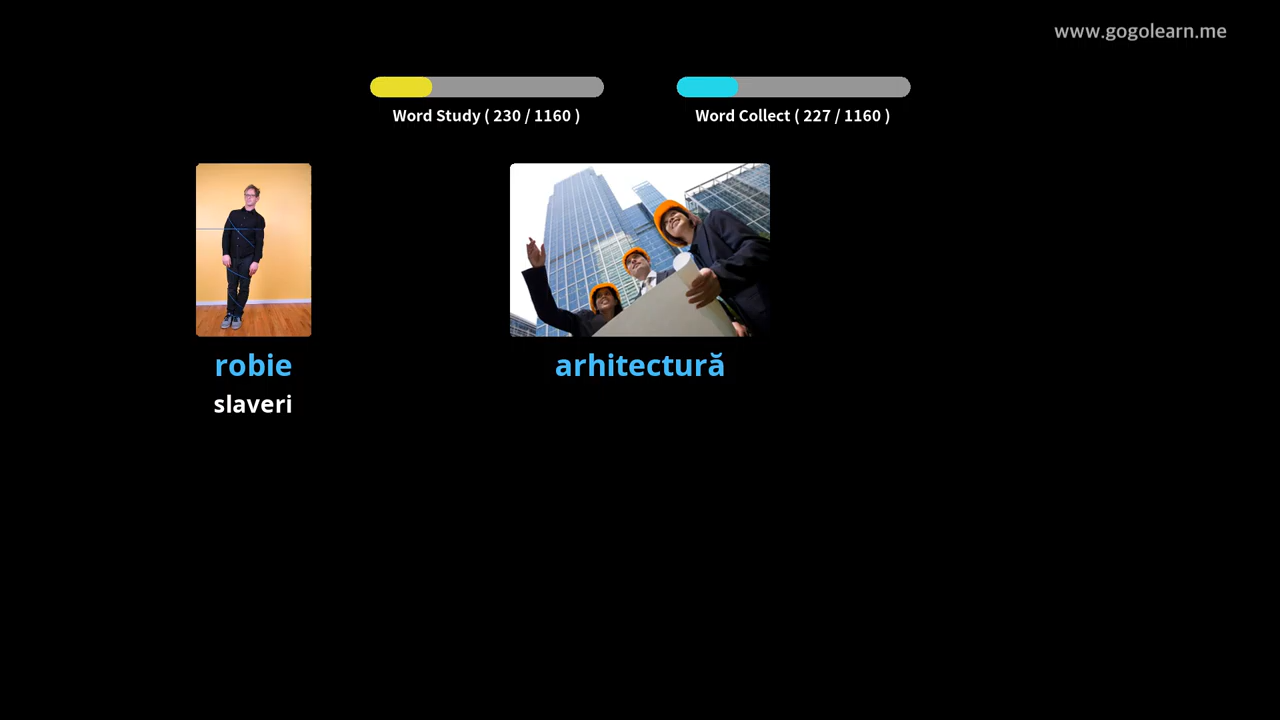 www.gogolearn.me
Word Study ( 230 / 1160 )
Word Collect ( 227 / 1160 )
robie
arhitectură
slaveri